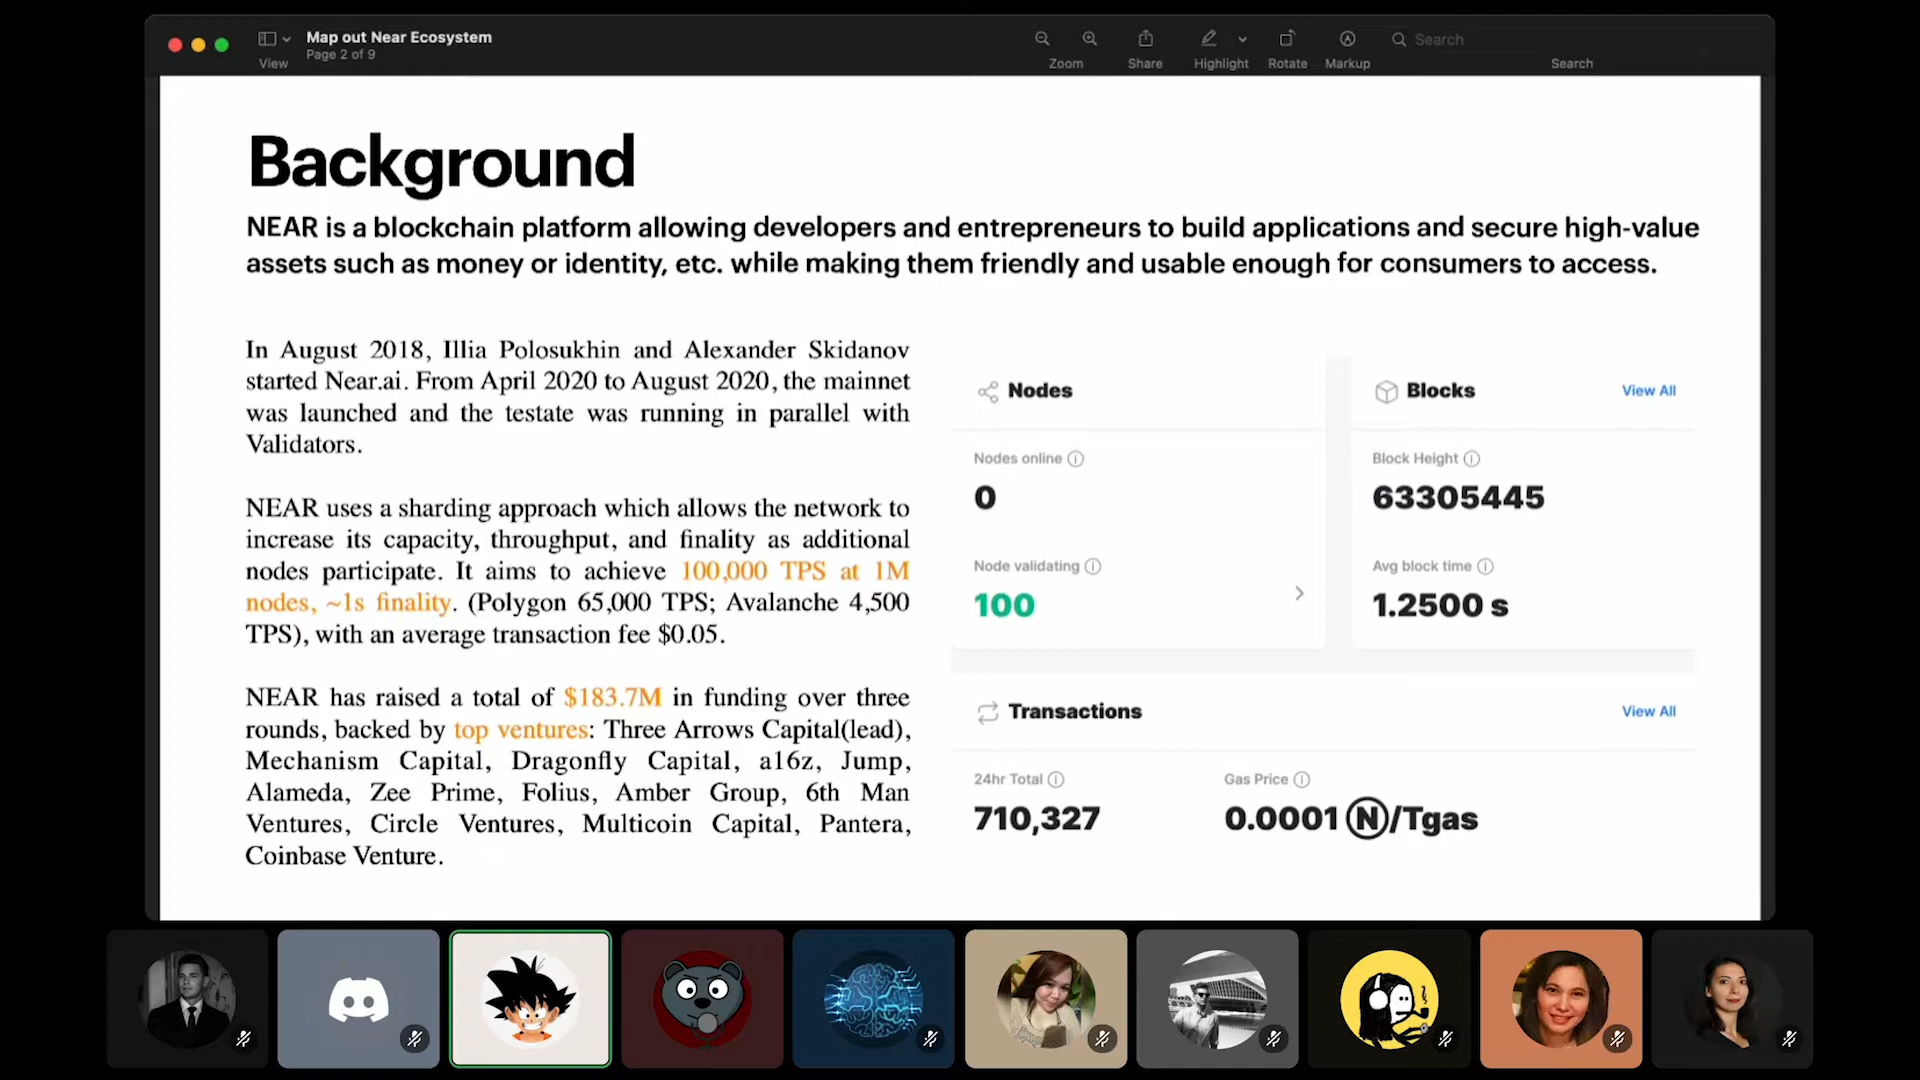 Map out Near Ecosystem
Page 2 of 9
View
Zoom
Share
Highlight
Rotate
Markup
Search
Search
Background
NEAR is a blockchain platform allowing developers and entrepreneurs to build applications and secure high-value
assets such as money or identity, etc. while making them friendly and usable enough for consumers to access.
In August 2018, Illia Polosukhin and Alexander Skidanov
started Near.ai. From April 2020 to August 2020, the mainnet
was launched and the testate was running in parallel with
Validators.
NEAR uses a sharding approach which allows the network to
increase its capacity, throughput, and finality as additional
nodes participate. It aims to achieve 100,000 TPS at 1M
nodes, ~1s finality. (Polygon 65,000 TPS; Avalanche 4,500
TPS), with an average transaction fee $0.05.
NEAR has raised a total of $183.7M in funding over three
rounds, backed by top ventures: Three Arrows Capital(lead),
Mechanism Capital, Dragonfly Capital, a16z, Jump,
Alameda, Zee Prime, Folius, Amber Group, 6th Man
Ventures, Circle Ventures, Multicoin Capital, Pantera,
Coinbase Venture.
Nodes
Nodes online
0
Node validating
100
Blocks
View All
Block Height
63305445
Avg block time
1.2500 s
Transactions
View All
24hr Total
710,327
Gas Price
0.0001 Ⓝ/Tgas